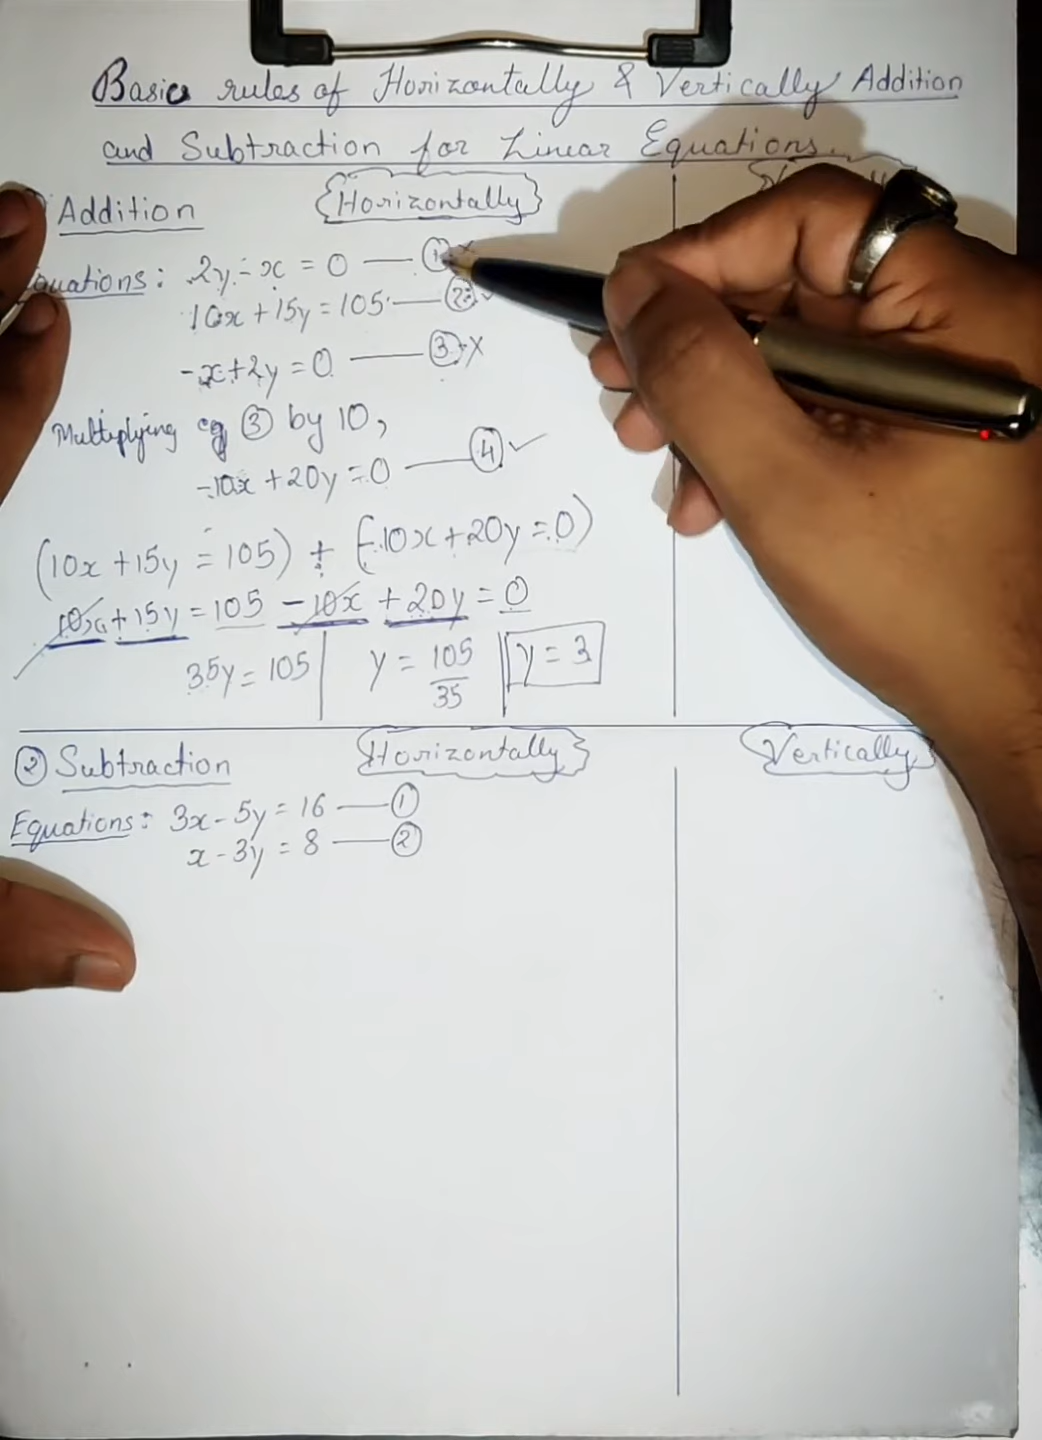 Basics rules of Horizontally & Vertically Addition
and Subtraction for Linear Equations.
Addition
Horizontally
2y - x = 0 — ① ×
10x + 15y = 105 — ② ✓
-x + 2y = 0 — ③ ×
Multiplying eq ③ by 10,
-10x + 20y = 0 — ④ ✓
(10x + 15y = 105) + (-10x + 20y = 0)
10x + 15y = 105 - 10x + 20y = 0
35y = 105 | y = 105/35 || y = 3
② Subtraction
Horizontally
Vertically
Equations: 3x - 5y = 16 — ①
x - 3y = 8 — ②